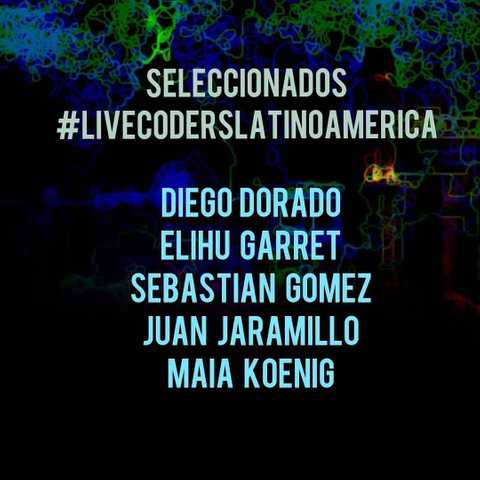 SELECCIONADOS
#LIVECODERSLATINOAMERICA
DIEGO DORADO
ELIHU GARRET
SEBASTIAN GOMEZ
JUAN JARAMILLO
MAIA KOENIG